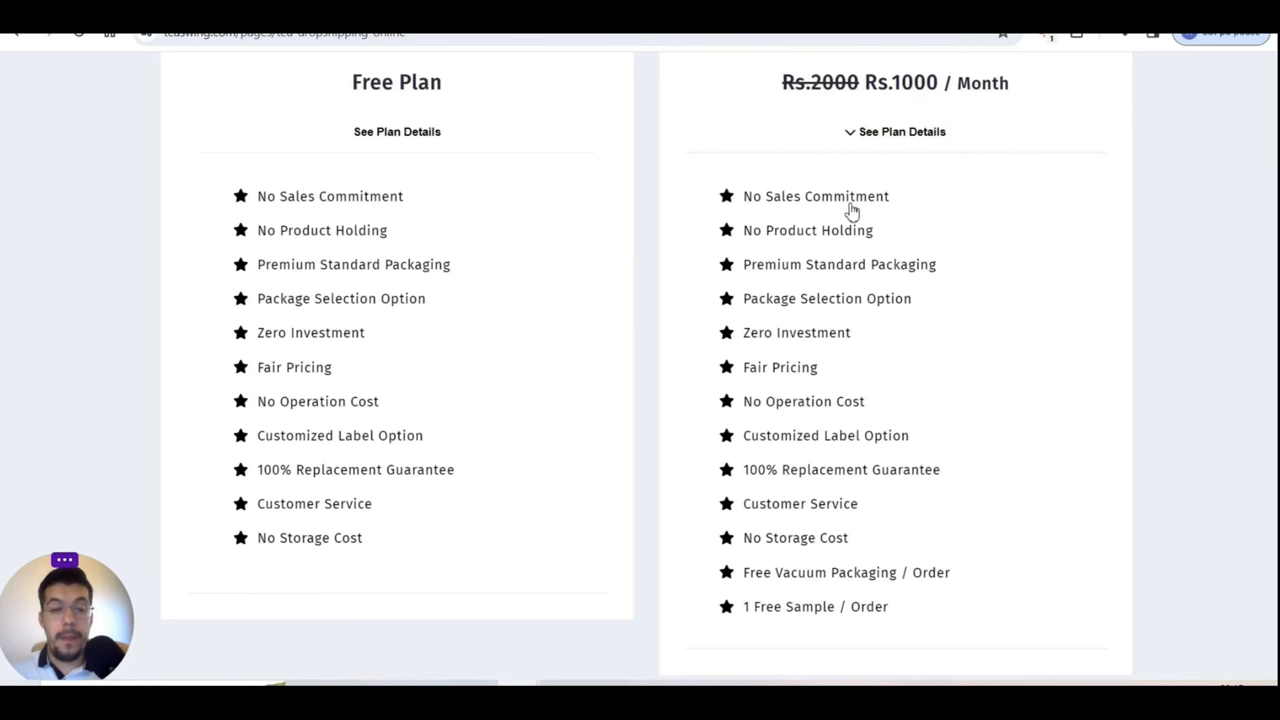 Free Plan
See Plan Details
No Sales Commitment
No Product Holding
Premium Standard Packaging
Package Selection Option
Zero Investment
Fair Pricing
No Operation Cost
Customized Label Option
100% Replacement Guarantee
Customer Service
No Storage Cost
Rs.2000 Rs.1000 / Month
See Plan Details
No Sales Commitment
No Product Holding
Premium Standard Packaging
Package Selection Option
Zero Investment
Fair Pricing
No Operation Cost
Customized Label Option
100% Replacement Guarantee
Customer Service
No Storage Cost
Free Vacuum Packaging / Order
1 Free Sample / Order